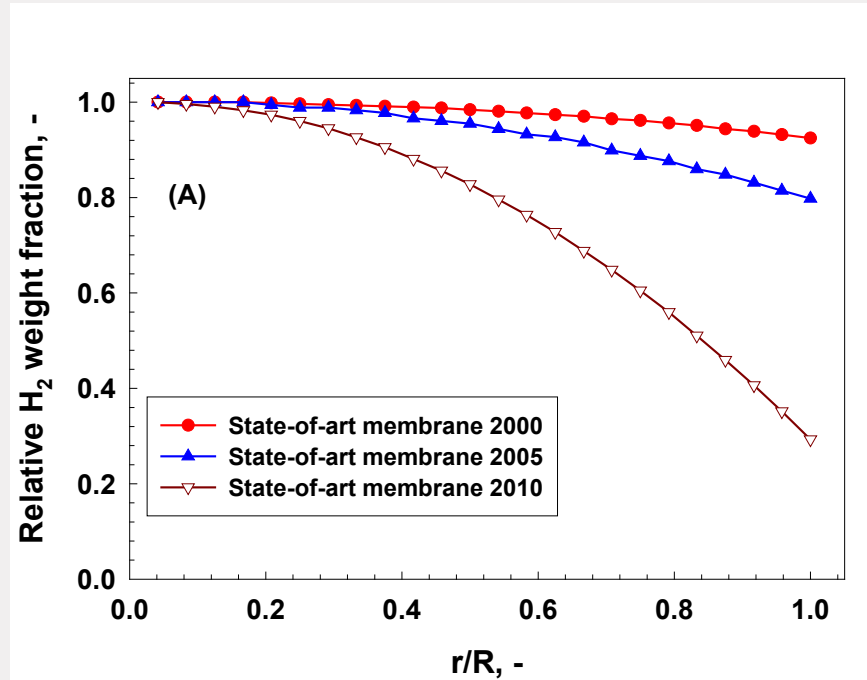 Relative H₂ weight fraction, -
1.0
0.8
0.6
0.4
0.2
0.0
(A)
State-of-art membrane 2000
State-of-art membrane 2005
State-of-art membrane 2010
0.0 0.2 0.4 0.6 0.8 1.0
r/R, -